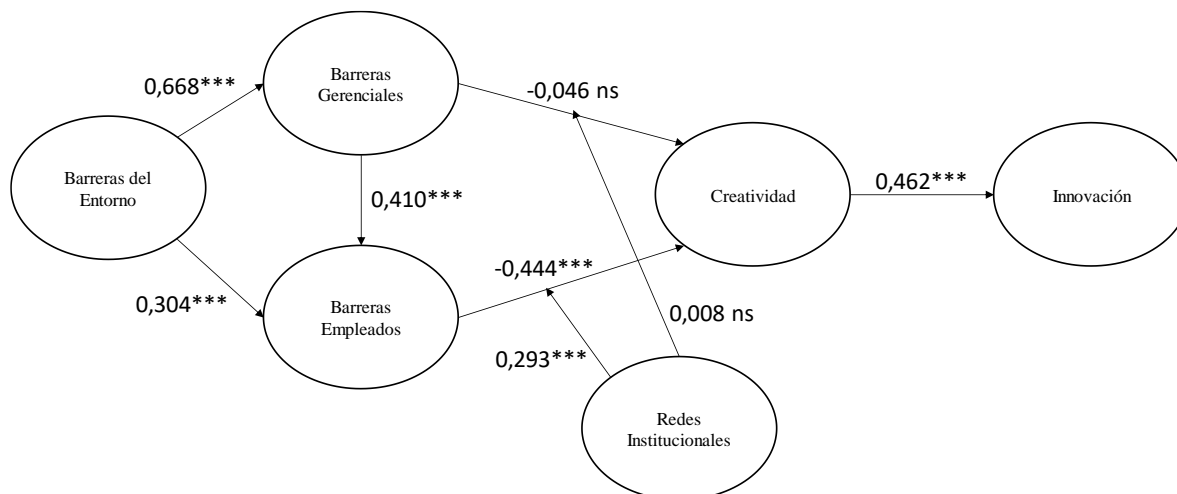 0,668***
Barreras
Gerenciales
-0,046 ns
Barreras del
Entorno
0,410***
Creatividad
0,462***
Innovación
0,304***
Barreras
Empleados
-0,444***
0,293***
0,008 ns
Redes
Institucionales